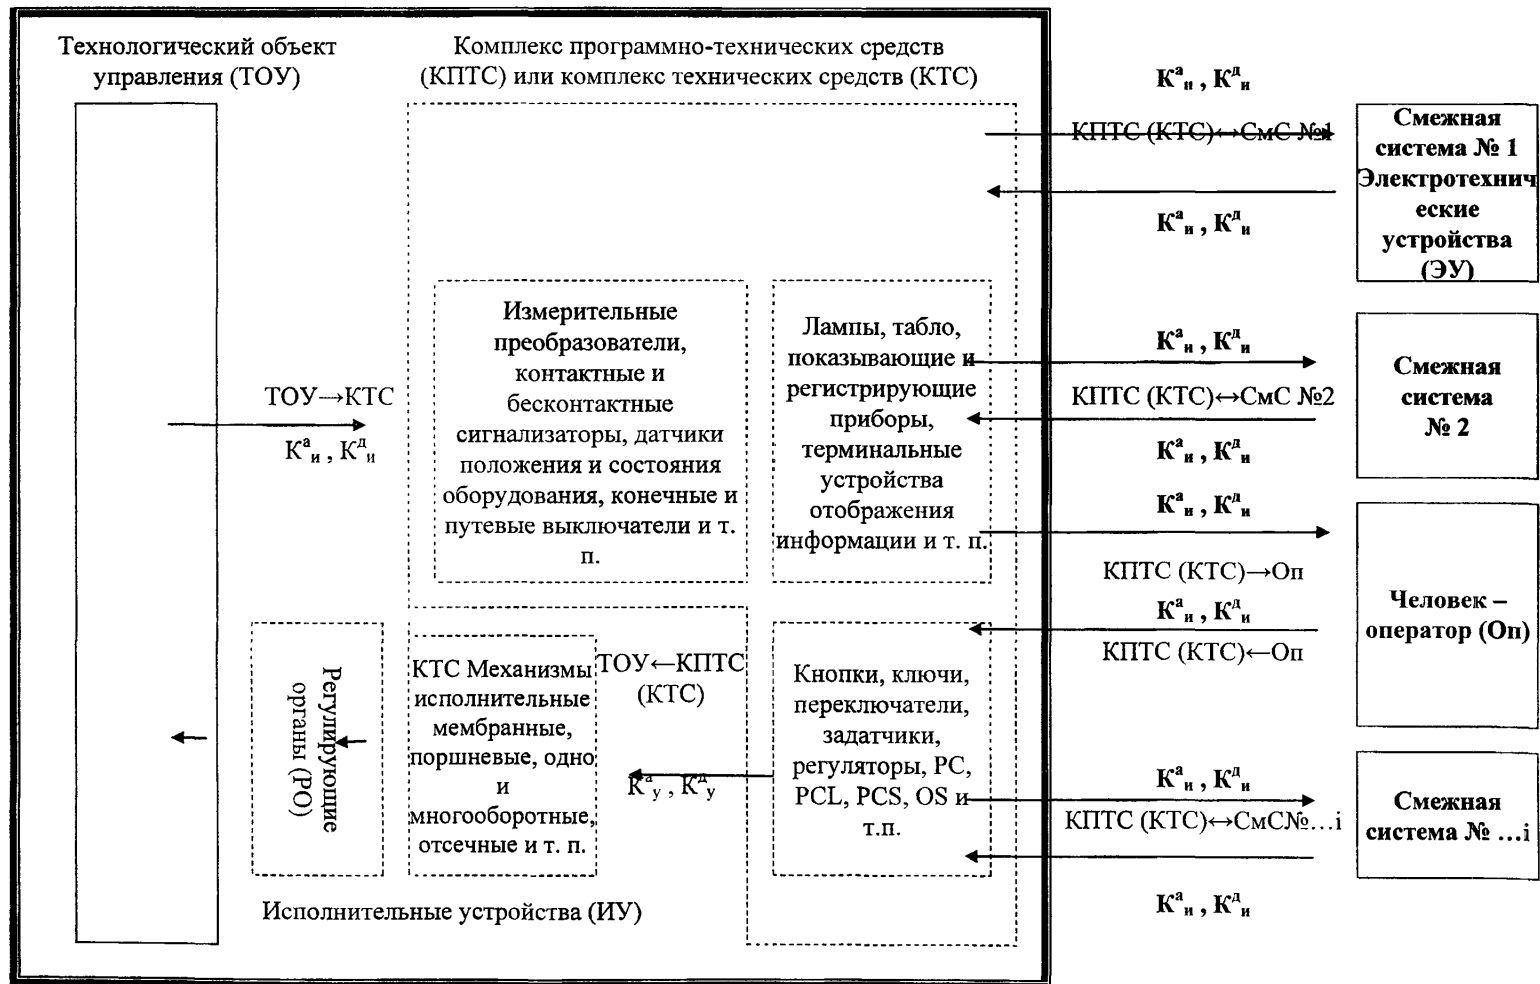 Технологический объект
управления (ТОУ)
Комплекс программно-технических средств
(КПТС) или комплекс технических средств (КТС)
ТОУ→КТС
Кᵃи , Кᵈи
Измерительные
преобразователи,
контактные и
бесконтактные
сигнализаторы, датчики
положения и состояния
оборудования, конечные и
путевые выключатели и т.
п.
Лампы, табло,
показывающие и
регистрирующие
приборы,
терминальные
устройства
отображения
информации и т. п.
Регулирующие
органы (РО)
КТС Механизмы
исполнительные
мембранные,
поршневые, одно
и
многооборотные,
отсечные и т. п.
ТОУ←КПТС
(КТС)
Кᵃу , Кᵈу
Кнопки, ключи,
переключатели,
задатчики,
регуляторы, PC,
PCL, PCS, OS и
т.п.
Исполнительные устройства (ИУ)
Кᵃи , Кᵈи
КПТС (КТС)↔СмС №1
Кᵃи , Кᵈи
Кᵃи , Кᵈи
КПТС (КТС)↔СмС №2
Кᵃи , Кᵈи
Кᵃи , Кᵈи
КПТС (КТС)→Оп
Кᵃи , Кᵈи
КПТС (КТС)←Оп
Кᵃи , Кᵈи
КПТС (КТС)↔СмС№…i
Кᵃи , Кᵈи
Смежная
система № 1
Электротехнич
еские
устройства
(ЭУ)
Смежная
система
№ 2
Человек –
оператор (Оп)
Смежная
система № …i